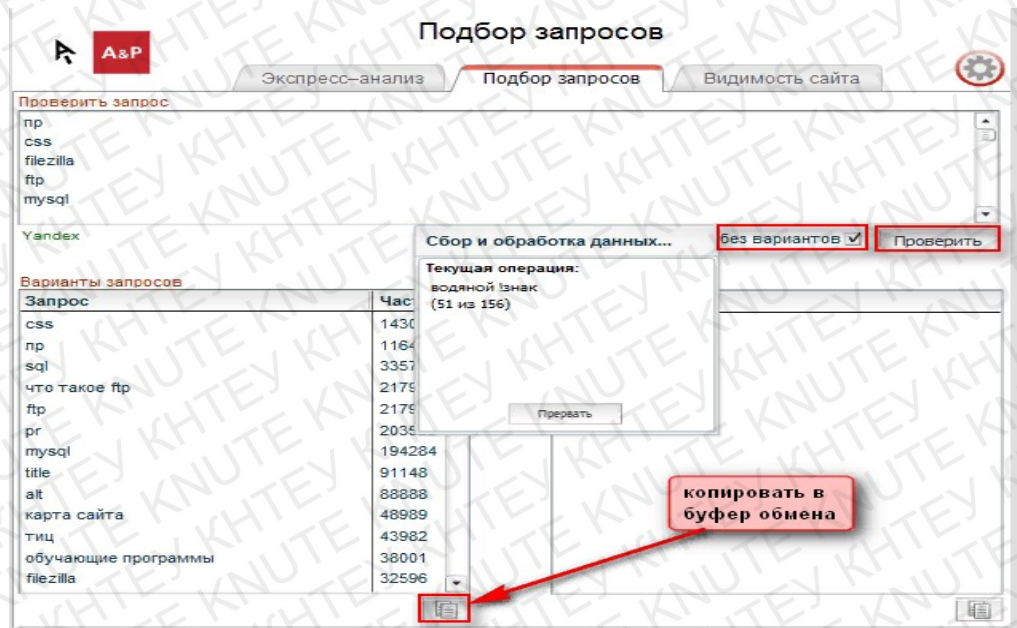 Подбор запросов
A&P
Экспресс–анализ
Подбор запросов
Видимость сайта
Проверить запрос
пр
css
filezilla
ftp
mysql
Yandex
без вариантов
Проверить
Сбор и обработка данных...
Текущая операция:
водяной !знак
(51 из 156)
Прервать
Варианты запросов
Запрос
css
пр
sql
что такое ftp
ftp
pr
mysql 194284
title 91148
alt 88888
карта сайта 48989
тиц 43982
обучающие программы 38001
filezilla 32596
копировать в
буфер обмена
KNUTE KHTEY